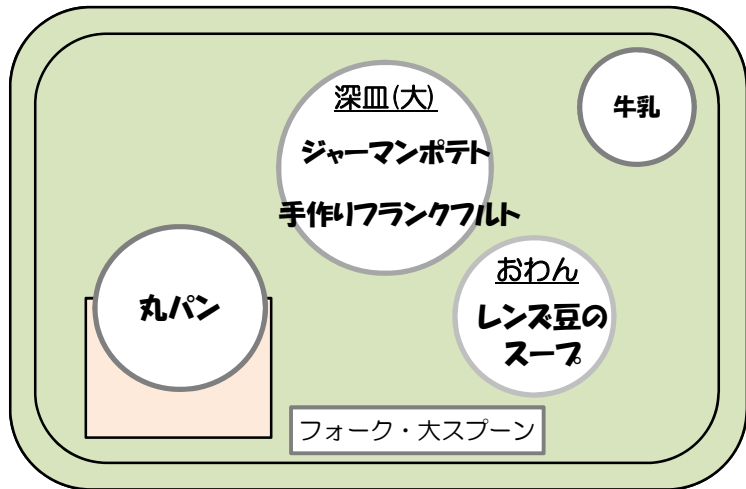 深皿(大)
ジャーマンポテト
手作りフランクフルト
牛乳
丸パン
おわん
レンズ豆の
スープ
フォーク・大スプーン